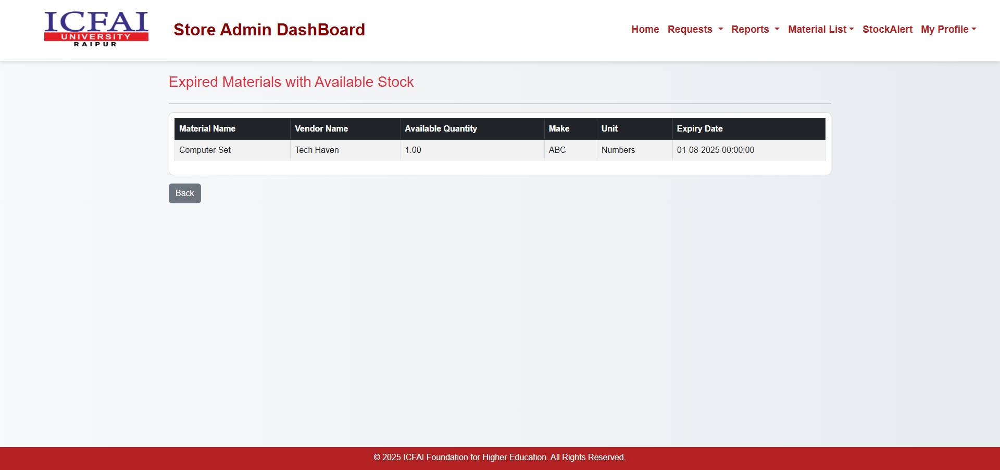 ICFAI
UNIVERSITY
RAIPUR
Store Admin DashBoard
Home Requests Reports Material List StockAlert My Profile
Expired Materials with Available Stock
Material Name Vendor Name Available Quantity Make Unit Expiry Date
Computer Set Tech Haven 1.00 ABC Numbers 01-08-2025 00:00:00
Back
© 2025 ICFAI Foundation for Higher Education. All Rights Reserved.